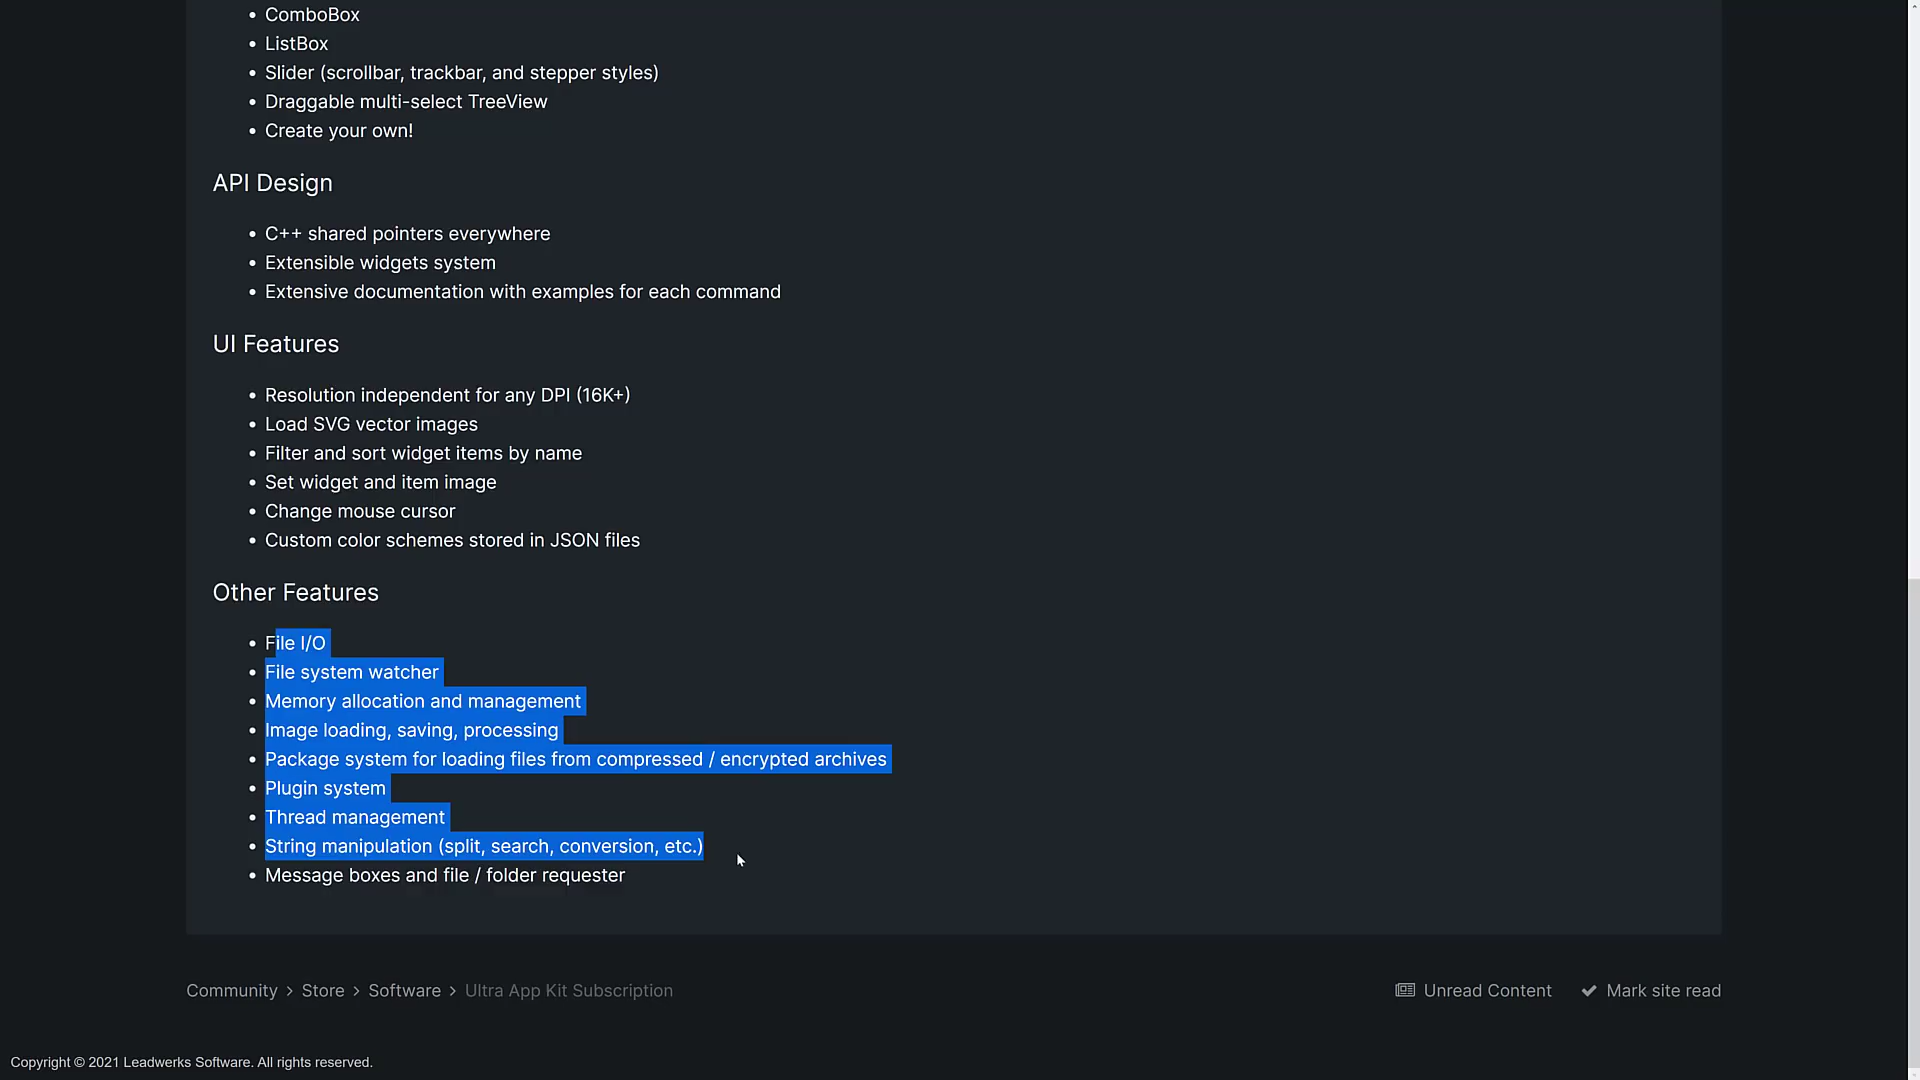 ComboBox
ListBox
Slider (scrollbar, trackbar, and stepper styles)
Draggable multi-select TreeView
Create your own!
API Design
C++ shared pointers everywhere
Extensible widgets system
Extensive documentation with examples for each command
UI Features
Resolution independent for any DPI (16K+)
Load SVG vector images
Filter and sort widget items by name
Set widget and item image
Change mouse cursor
Custom color schemes stored in JSON files
Other Features
File I/O
File system watcher
Memory allocation and management
Image loading, saving, processing
Package system for loading files from compressed / encrypted archives
Plugin system
Thread management
String manipulation (split, search, conversion, etc.)
Message boxes and file / folder requester
Community > Store > Software > Ultra App Kit Subscription
Unread Content
Mark site read
Copyright © 2021 Leadwerks Software. All rights reserved.